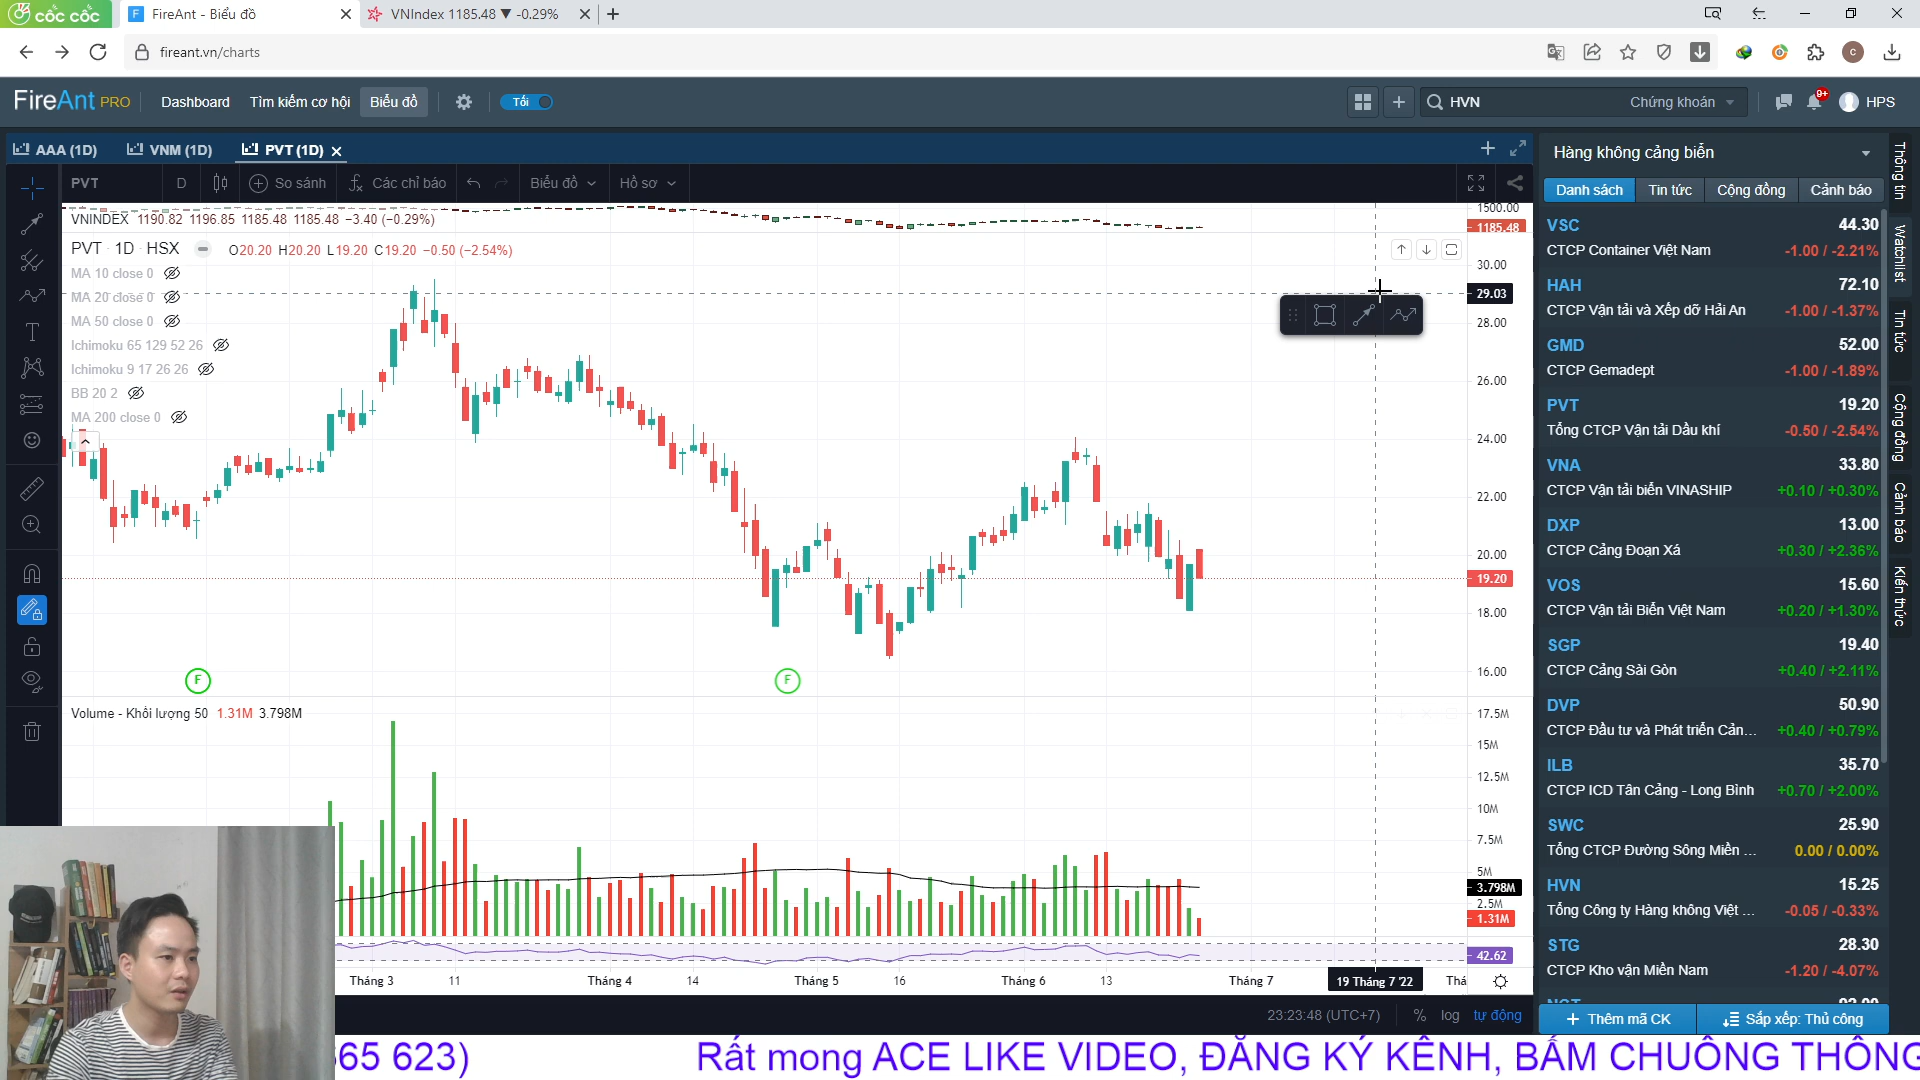 cốc cốc
FireAnt - Biểu đồ
VNIndex 1185.48 ▼ -0.29%
fireant.vn/charts
FireAnt PRO
Dashboard
Tìm kiếm cơ hội
Biểu đồ
Tối
HVN
Chứng khoán
9+
HPS
AAA (1D)
VNM (1D)
PVT (1D)
PVT
D
So sánh
Các chỉ báo
Biểu đồ
Hồ sơ
VNINDEX 1190.82 1196.85 1185.48 1185.48 −3.40 (−0.29%)
1500.00
1185.48
PVT · 1D · HSX
O20.20 H20.20 L19.20 C19.20 −0.50 (−2.54%)
MA 10 close 0
MA 20 close 0
MA 50 close 0
Ichimoku 65 129 52 26
Ichimoku 9 17 26 26
BB 20 2
MA 200 close 0
30.00
29.03
28.00
26.00
24.00
22.00
20.00
19.20
18.00
16.00
F
F
Volume - Khối lượng 50 1.31M 3.798M
17.5M
15M
12.5M
10M
7.5M
5M
3.798M
2.5M
1.31M
42.62
Tháng 3
11
Tháng 4
14
Tháng 5
16
Tháng 6
13
Tháng 7
19 Tháng 7 '22
Thá
23:23:48 (UTC+7)
%
log
tự động
Hàng không cảng biển
Danh sách
Tin tức
Cộng đồng
Cảnh báo
VSC 44.30
CTCP Container Việt Nam -1.00 / -2.21%
HAH 72.10
CTCP Vận tải và Xếp dỡ Hải An -1.00 / -1.37%
GMD 52.00
CTCP Gemadept -1.00 / -1.89%
PVT 19.20
Tổng CTCP Vận tải Dầu khí -0.50 / -2.54%
VNA 33.80
CTCP Vận tải biển VINASHIP +0.10 / +0.30%
DXP 13.00
CTCP Cảng Đoạn Xá +0.30 / +2.36%
VOS 15.60
CTCP Vận tải Biển Việt Nam +0.20 / +1.30%
SGP 19.40
CTCP Cảng Sài Gòn +0.40 / +2.11%
DVP 50.90
CTCP Đầu tư và Phát triển Cản... +0.40 / +0.79%
ILB 35.70
CTCP ICD Tân Cảng - Long Bình +0.70 / +2.00%
SWC 25.90
Tổng CTCP Đường Sông Miền ... 0.00 / 0.00%
HVN 15.25
Tổng Công ty Hàng không Việt ... -0.05 / -0.33%
STG 28.30
CTCP Kho vận Miền Nam -1.20 / -4.07%
Thêm mã CK
Sắp xếp: Thủ công
Thông tin
Watchlist
Tin tức
Cộng đồng
Cảnh báo
Kiến thức
65 623)
Rất mong ACE LIKE VIDEO, ĐĂNG KÝ KÊNH, BẤM CHUÔNG THÔNG